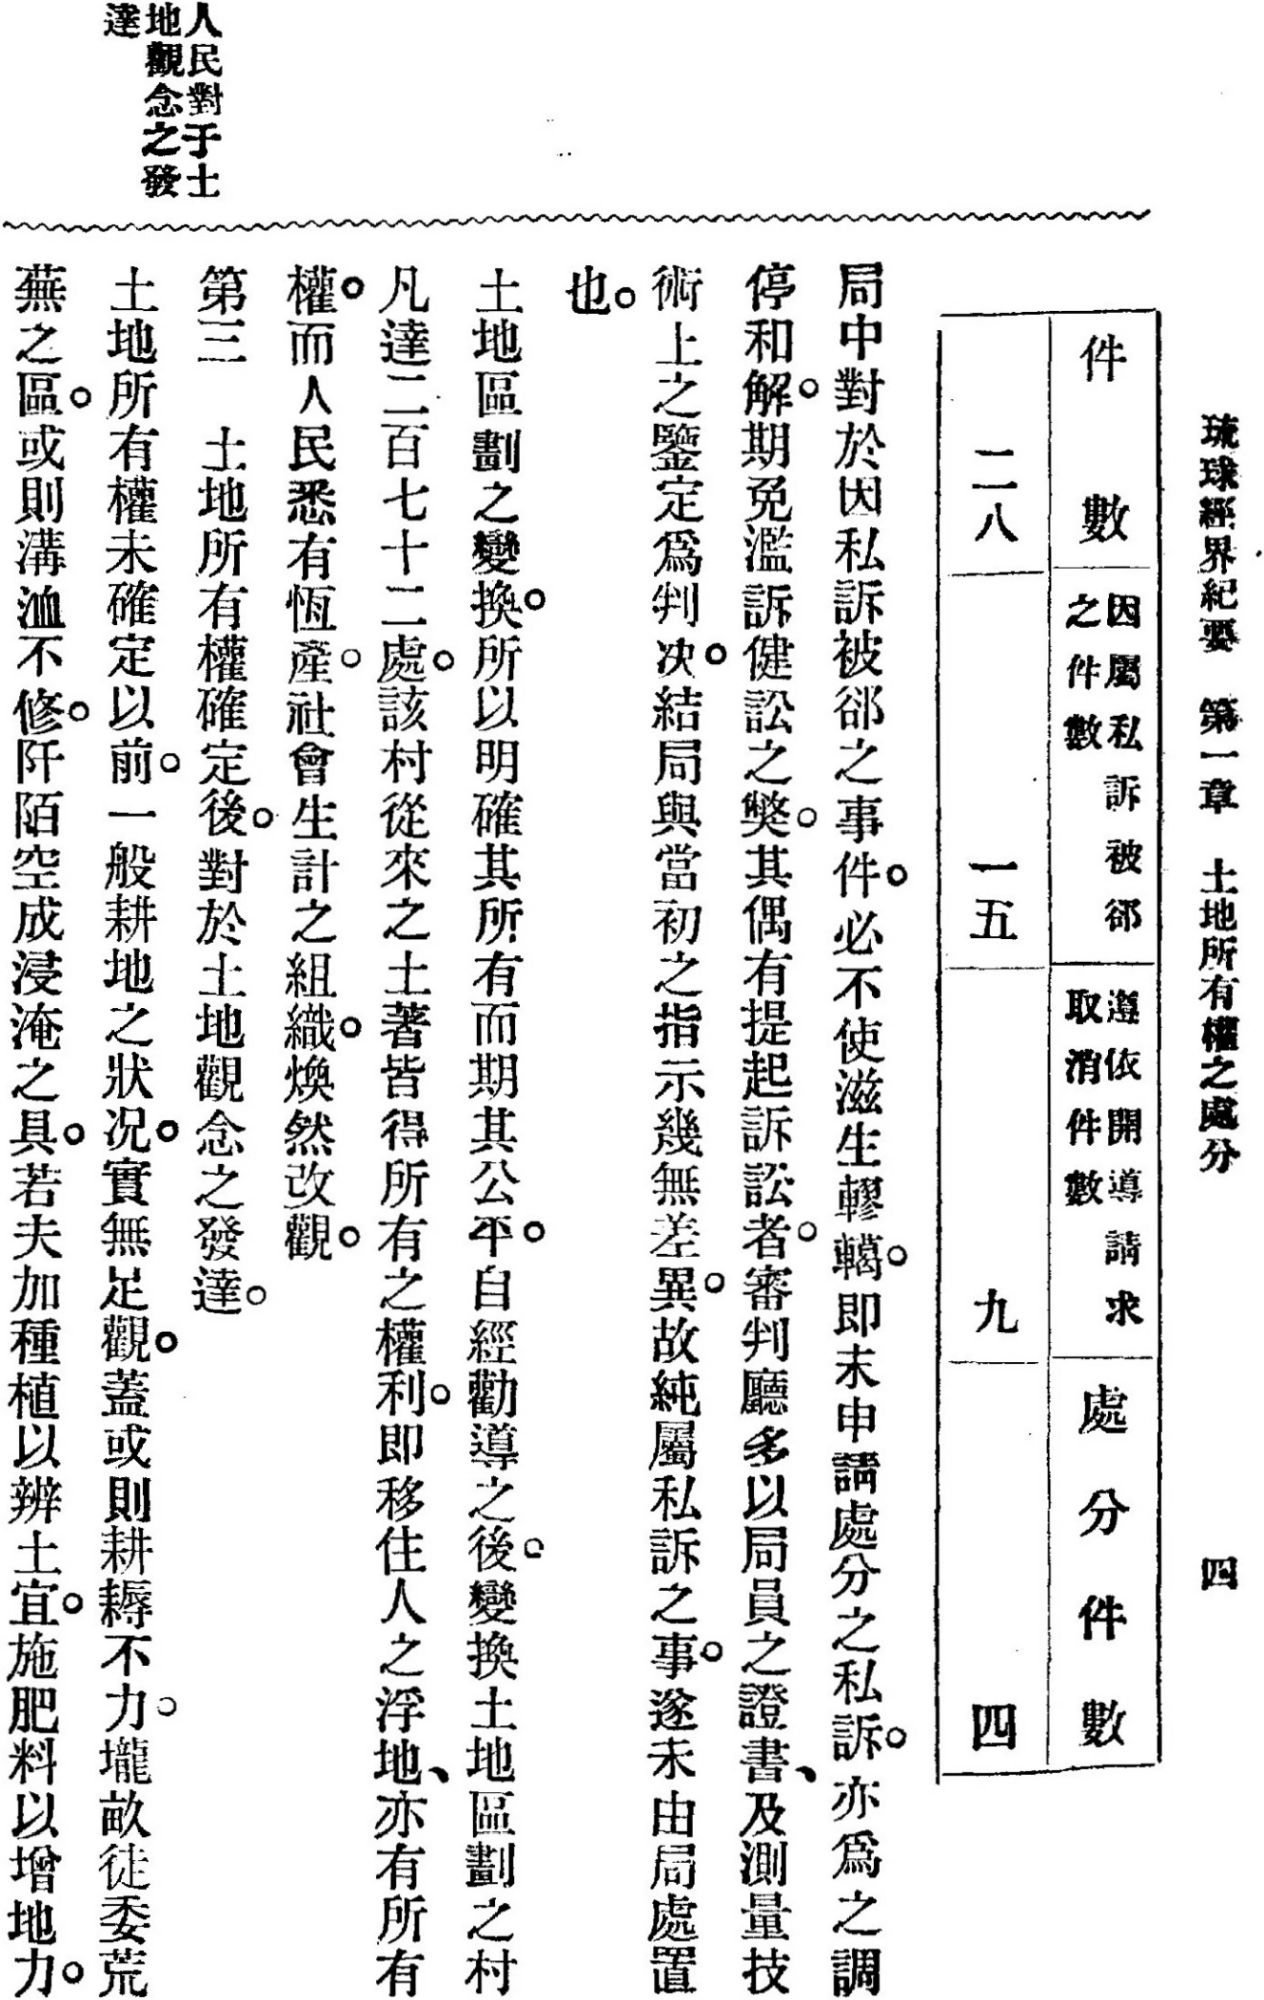 琉球經界紀要　第一章　土地所有權之處分　四
件數　因屬私訴被郤之件數　遵依開導請求取消件數　處分件數
二八　一五　九　四
局中對於因私訴被郤之事件。必不使滋生轇轕。即未申請處分之私訴。亦爲之調
停和解。期免濫訴健訟之獘。其偶有提起訴訟者。審判廳多以局員之證書、及測量技
術上之鑒定爲判决。結局與當初之指示幾無差異。故純屬私訴之事。遂未由局處置
也。
土地區劃之變換。所以明確其所有而期其公平。自經勸導之後。變換土地區劃之村
凡達二百七十二處。該村從來之土著皆得所有之權利。即移住人之浮地、亦有所有
權。而人民悉有恆產。社會生計之組織。煥然改觀。
第三　土地所有權確定後。對於土地觀念之發達。
人民對于土
地觀念之發
達
土地所有權未確定以前。一般耕地之狀况。實無足觀。蓋或則耕耨不力。壠畝徒委荒
蕪之區。或則溝洫不修。阡陌空成浸淹之具。若夫加種植以辨土宜。施肥料以增地力。